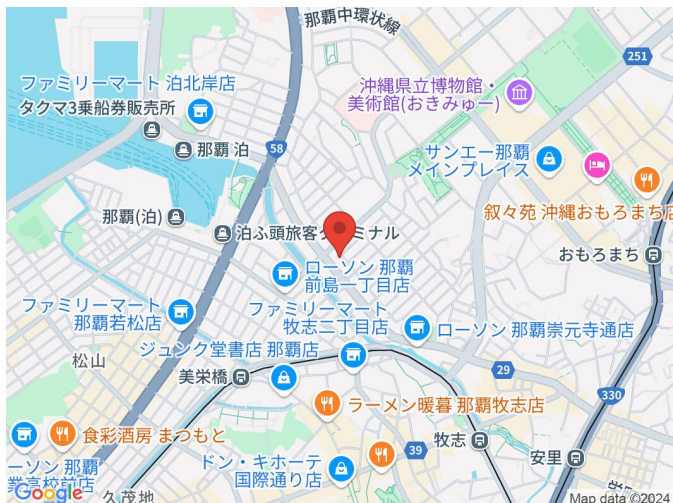 那覇中環状線
251
ファミリーマート 泊北岸店
沖縄県立博物館・
美術館(おきみゅー)
タクマ3乗船券販売所
那覇 泊
58
サンエー那覇
メインプレイス
叙々苑 沖縄おもろまち店
那覇(泊)
泊ふ頭旅客ターミナル
おもろまち
ローソン 那覇
前島一丁目店
ファミリーマート
那覇若松店
ファミリーマート
牧志二丁目店
ローソン 那覇崇元寺通店
松山
ジュンク堂書店 那覇店
美栄橋
29
330
ラーメン暖暮 那覇牧志店
食彩酒房 まつもと
39
牧志
安里
ーソン 那覇
業高校前店
ドン・キホーテ
国際通り店
久茂地
Google
Map data ©2024